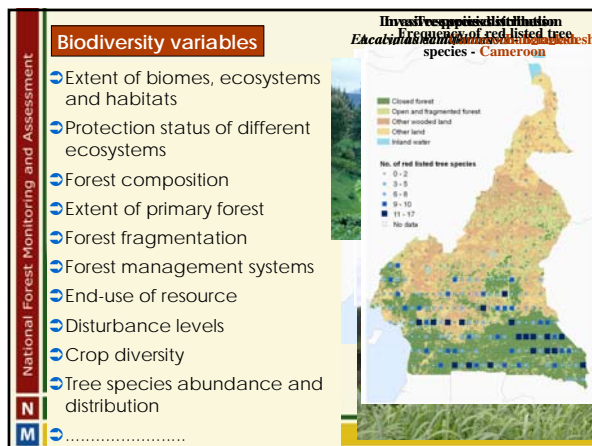 National Forest Monitoring and Assessment
N
M
Biodiversity variables
Extent of biomes, ecosystems
and habitats
Protection status of different
ecosystems
Forest composition
Extent of primary forest
Forest fragmentation
Forest management systems
End-use of resource
Disturbance levels
Crop diversity
Tree species abundance and
distribution
........................
Frequency of red listed tree
species - Cameroon
Closed forest
Open and fragmented forest
Other wooded land
Other land
Inland water
No. of red listed tree species
0 - 2
3 - 5
6 - 8
9 - 10
11 - 17
No data